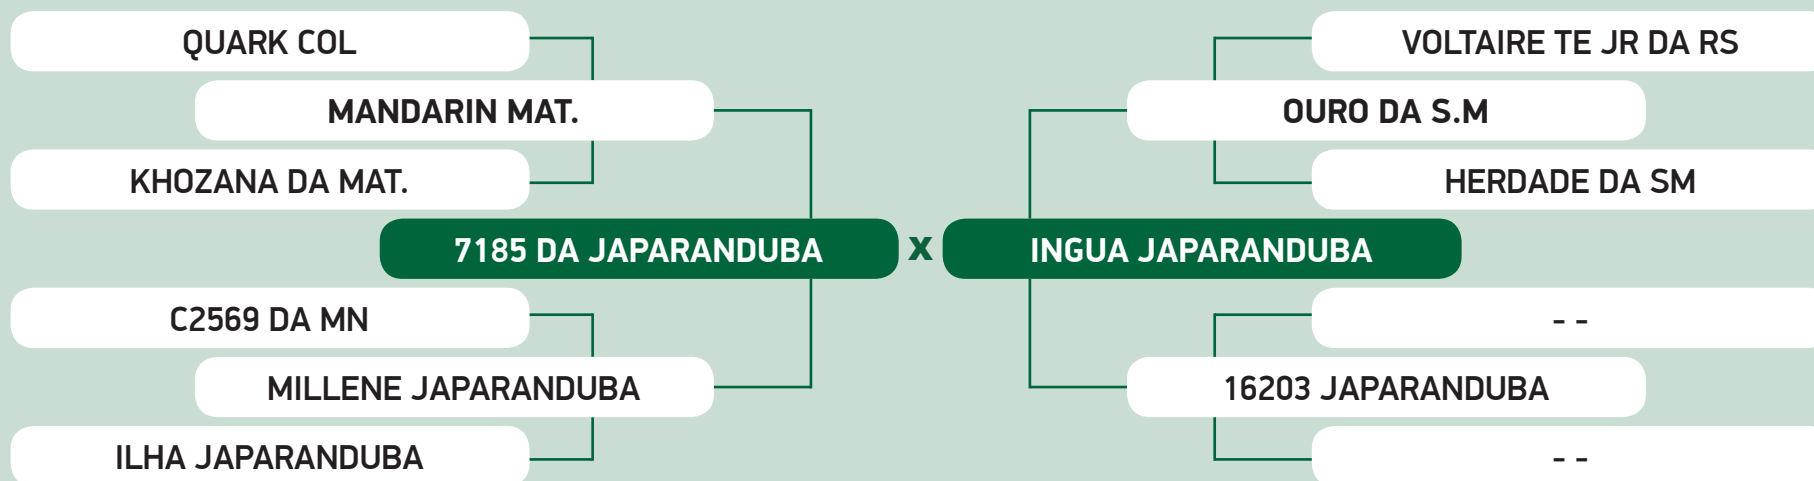 QUARK COL
VOLTAIRE TE JR DA RS
MANDARIN MAT.
OURO DA S.M
KHOZANA DA MAT.
HERDADE DA SM
7185 DA JAPARANDUBA X INGUA JAPARANDUBA
C2569 DA MN
- -
MILLENE JAPARANDUBA
16203 JAPARANDUBA
ILHA JAPARANDUBA
- -